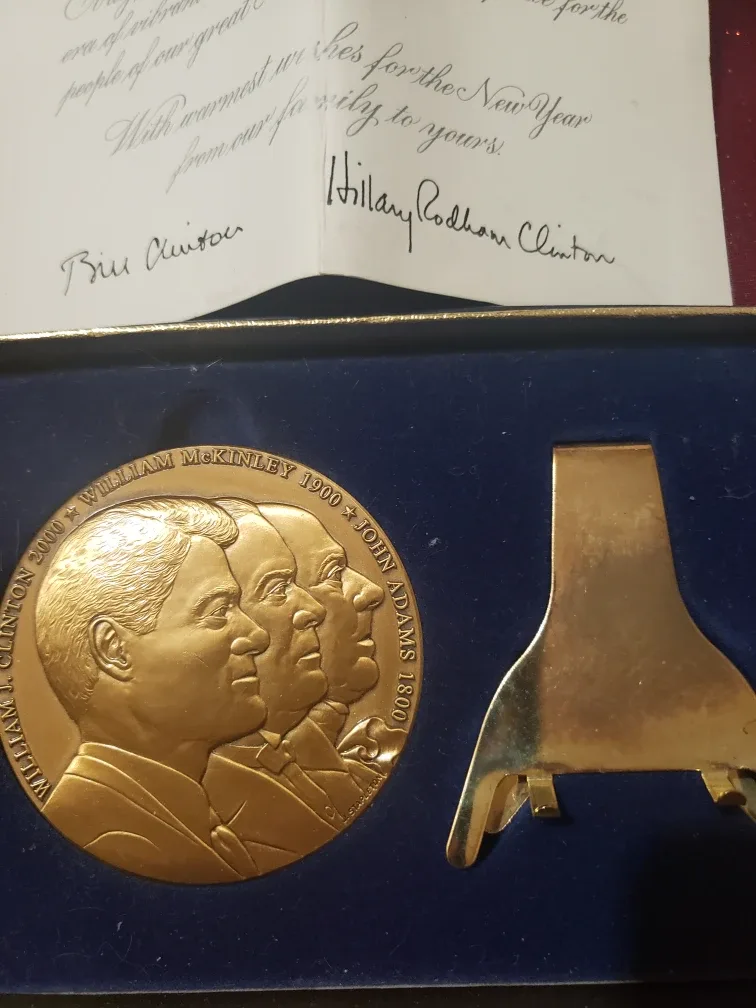 for the
era of vibrant
people of our great
With warmest wishes for the New Year
from our family to yours.
Bill Clinton
Hillary Rodham Clinton
WILLIAM J. CLINTON 2000 ★ WILLIAM McKINLEY 1900 ★ JOHN ADAMS 1800